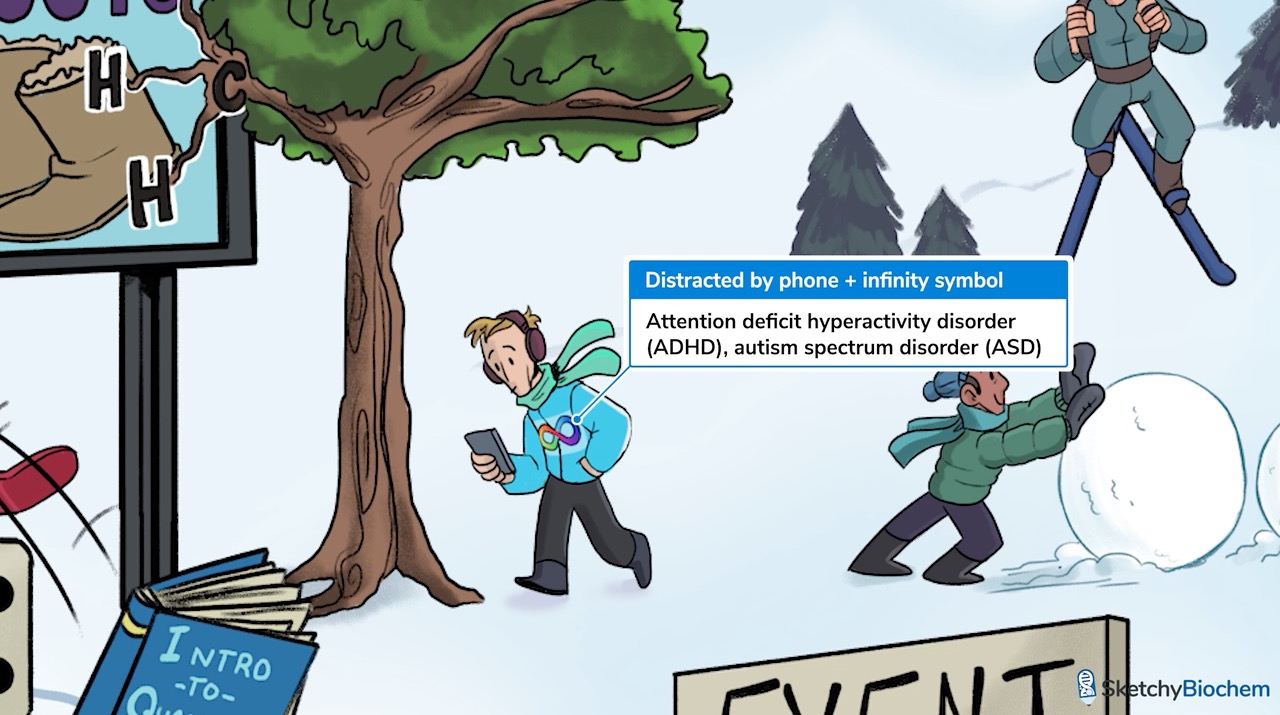 H
C
H
Distracted by phone + infinity symbol
Attention deficit hyperactivity disorder
(ADHD), autism spectrum disorder (ASD)
INTRO
-TO-
EVENT
SketchyBiochem